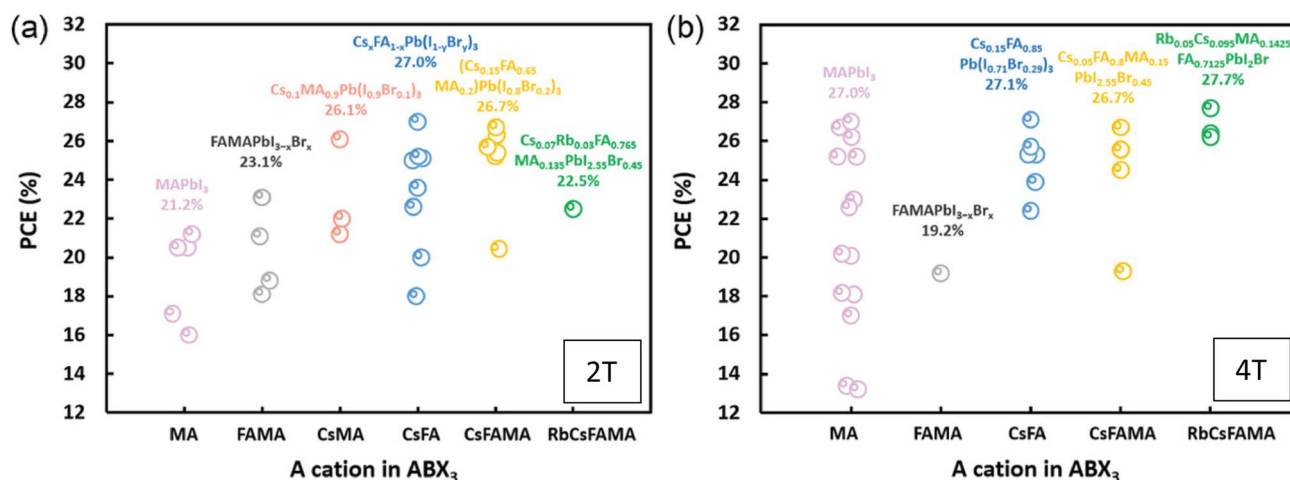 (a)
32
30
28
26
24
22
20
18
16
14
12
PCE (%)
MAPbI₃
21.2%
FAMAPbI₃₋ₓBrₓ
23.1%
Cs₀.₁MA₀.₉Pb(I₀.₉Br₀.₁)₃
26.1%
CsₓFA₁₋ₓPb(I₁₋ᵧBrᵧ)₃
27.0%
(Cs₀.₁₅FA₀.₆₅
MA₀.₂)Pb(I₀.₈Br₀.₂)₃
26.7%
Cs₀.₀₇Rb₀.₀₃FA₀.₇₆₅
MA₀.₁₃₅PbI₂.₅₅Br₀.₄₅
22.5%
2T
MA FAMA CsMA CsFA CsFAMA RbCsFAMA
A cation in ABX₃
(b)
32
30
28
26
24
22
20
18
16
14
12
PCE (%)
MAPbI₃
27.0%
FAMAPbI₃₋ₓBrₓ
19.2%
Cs₀.₁₅FA₀.₈₅
Pb(I₀.₇₁Br₀.₂₉)₃
27.1%
Cs₀.₀₅FA₀.₈MA₀.₁₅
PbI₂.₅₅Br₀.₄₅
26.7%
Rb₀.₀₅Cs₀.₀₉₅MA₀.₁₄₂₅
FA₀.₇₁₂₅PbI₂Br
27.7%
4T
MA FAMA CsFA CsFAMA RbCsFAMA
A cation in ABX₃